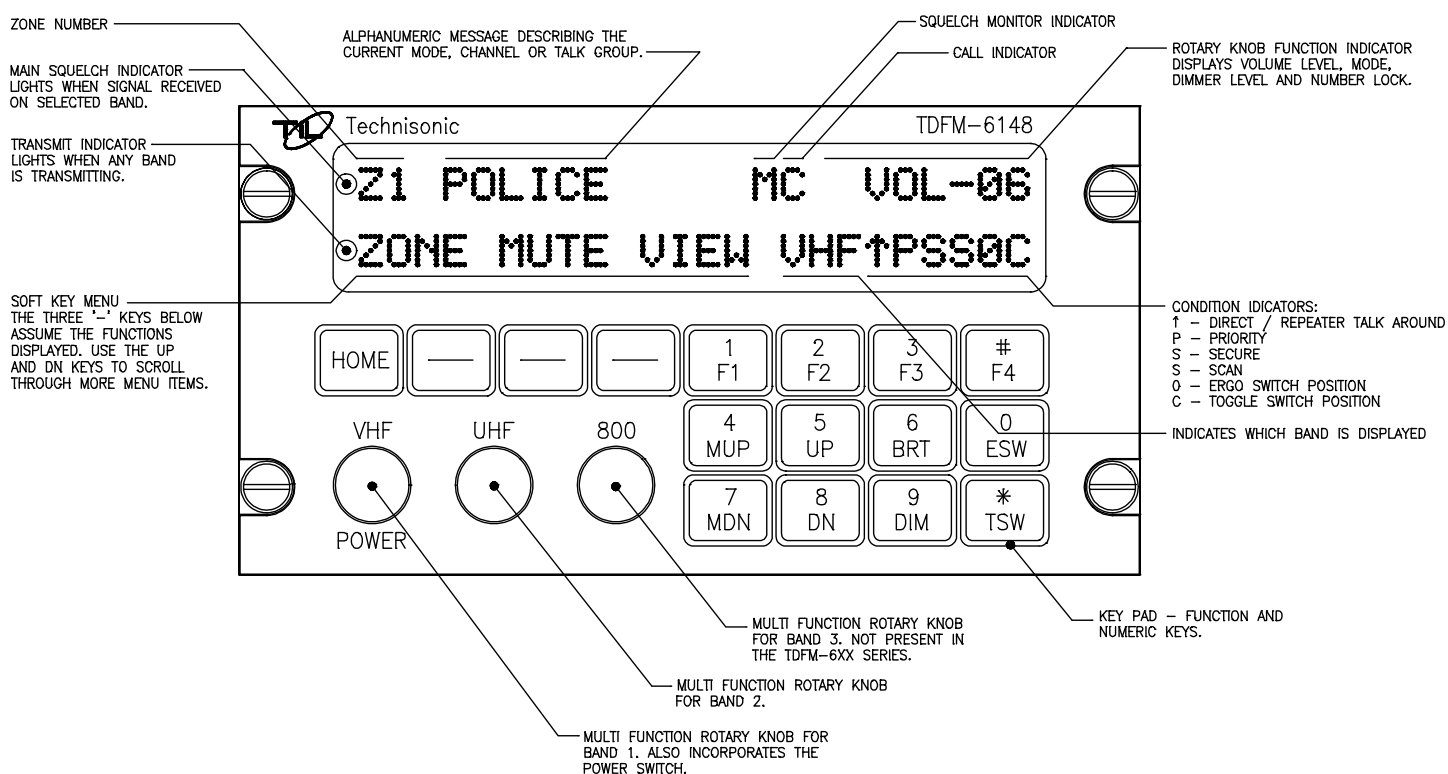 ZONE NUMBER
ALPHANUMERIC MESSAGE DESCRIBING THE
CURRENT MODE, CHANNEL OR TALK GROUP.
SQUELCH MONITOR INDICATOR
CALL INDICATOR
ROTARY KNOB FUNCTION INDICATOR
DISPLAYS VOLUME LEVEL, MODE,
DIMMER LEVEL AND NUMBER LOCK.
MAIN SQUELCH INDICATOR
LIGHTS WHEN SIGNAL RECEIVED
ON SELECTED BAND.
TRANSMIT INDICATOR
LIGHTS WHEN ANY BAND
IS TRANSMITTING.
TIL Technisonic TDFM-6148
Z1 POLICE MC VOL-06
ZONE MUTE VIEW VHF↑PSS0C
SOFT KEY MENU
THE THREE '-' KEYS BELOW
ASSUME THE FUNCTIONS
DISPLAYED. USE THE UP
AND DN KEYS TO SCROLL
THROUGH MORE MENU ITEMS.
CONDITION IDICATORS:
↑ - DIRECT / REPEATER TALK AROUND
P - PRIORITY
S - SECURE
S - SCAN
0 - ERGO SWITCH POSITION
C - TOGGLE SWITCH POSITION
INDICATES WHICH BAND IS DISPLAYED
HOME — — — 1 2 3 #
F1 F2 F3 F4
4 5 6 0
MUP UP BRT ESW
7 8 9 *
MDN DN DIM TSW
VHF UHF 800
POWER
MULTI FUNCTION ROTARY KNOB
FOR BAND 3. NOT PRESENT IN
THE TDFM-6XX SERIES.
KEY PAD - FUNCTION AND
NUMERIC KEYS.
MULTI FUNCTION ROTARY KNOB
FOR BAND 2.
MULTI FUNCTION ROTARY KNOB FOR
BAND 1. ALSO INCORPORATES THE
POWER SWITCH.